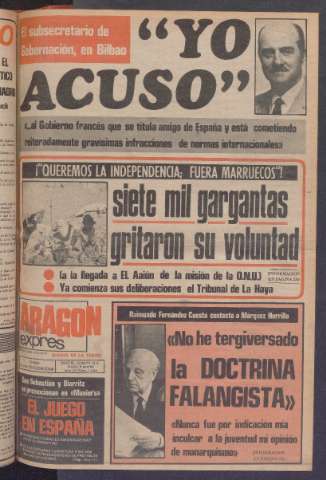 El subsecretario de
Gobernación, en Bilbao
"YO
ACUSO"
«...al Gobierno francés que se titula amigo de España y está cometiendo
reiteradamente gravísimas infracciones de normas internacionales»
¡QUEREMOS LA INDEPENDENCIA; FUERA MARRUECOS!
siete mil gargantas
gritaron su voluntad
(a la llegada a EL Aaiún de la misión de la O.N.U.)
Ya comienza sus deliberaciones el Tribunal de La Haya
ARAGON
expres
San Sebastián y Biarritz
EL JUEGO
EN ESPAÑA
Raimundo Fernández Cuesta contesta a Márquez Horrillo
«No he tergiversado
la DOCTRINA
FALANGISTA»
«Nunca fue por indicación mía
inculcar a la juventud mi opinión
de monarquismo»